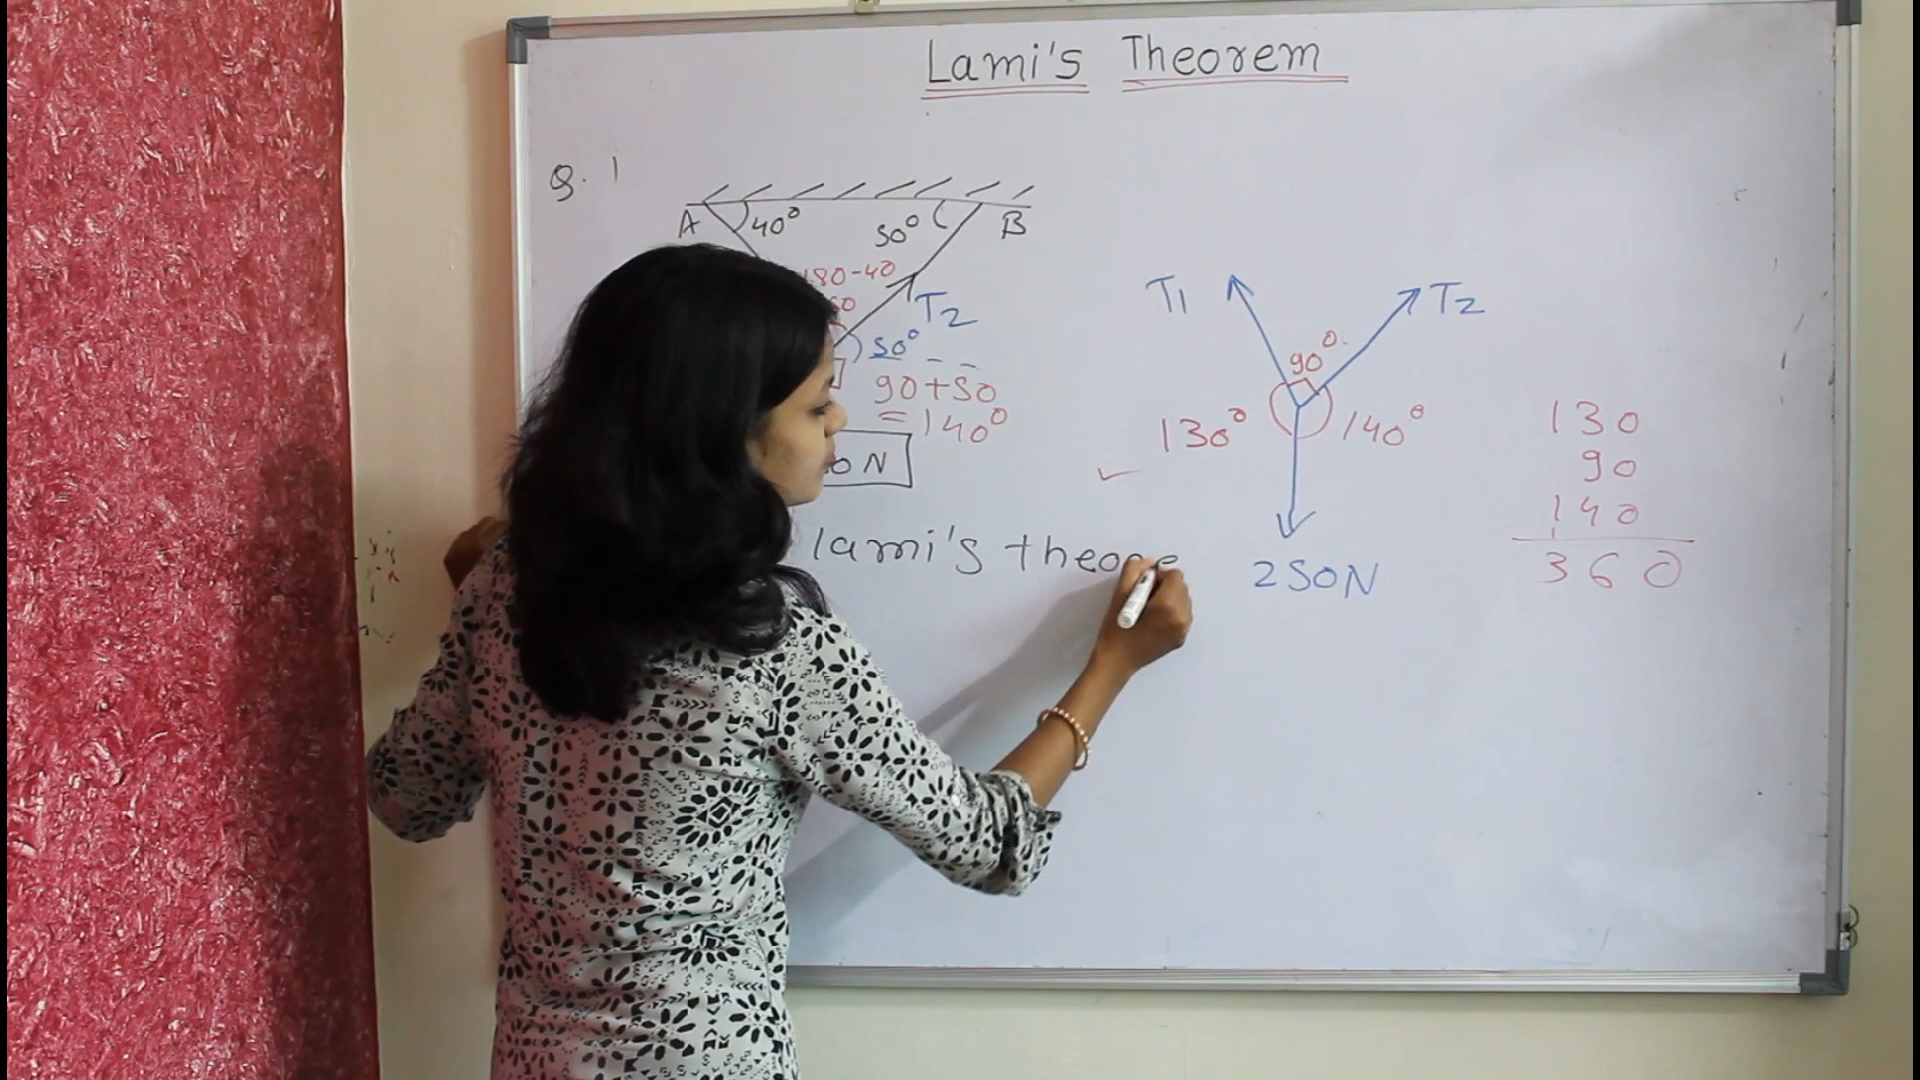 Lami's Theorem
Q. 1
A 40° 50° B
180-40
T2
50°
90+50
= 140°
N
lami's theore
T1 T2
90°
130° 140°
250N
130
90
140
360